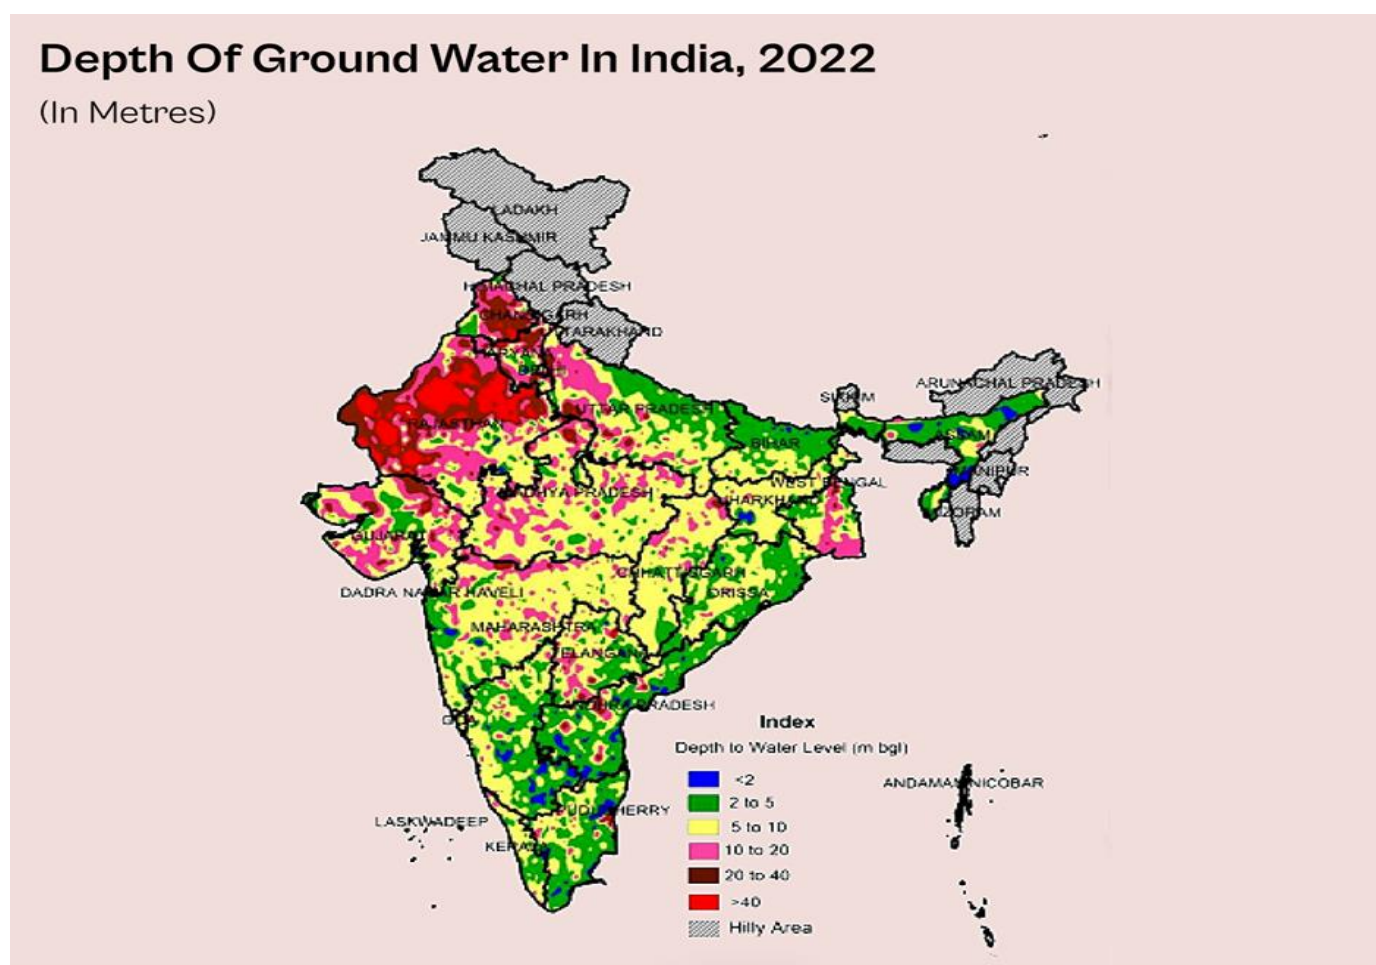 Depth Of Ground Water In India, 2022
(In Metres)
LADAKH
JAMMU KASHMIR
HIMACHAL PRADESH
CHANDIGARH
UTTARAKHAND
HARYANA
DELHI
ARUNACHAL PRADESH
SIKKIM
UTTAR PRADESH
RAJASTHAN
ASSAM
BIHAR
MANIPUR
WEST BENGAL
MADHYA PRADESH
JHARKHAND
MIZORAM
GUJARAT
CHHATTISGARH
DADRA NAGAR HAVELI
ORISSA
MAHARASHTRA
TELANGANA
ANDHRA PRADESH
GOA
Index
Depth to Water Level (m bgl)
<2
2 to 5
5 to 10
10 to 20
20 to 40
>40
Hilly Area
ANDAMAN NICOBAR
PUDUCHERRY
LASKWADEEP
KERALA